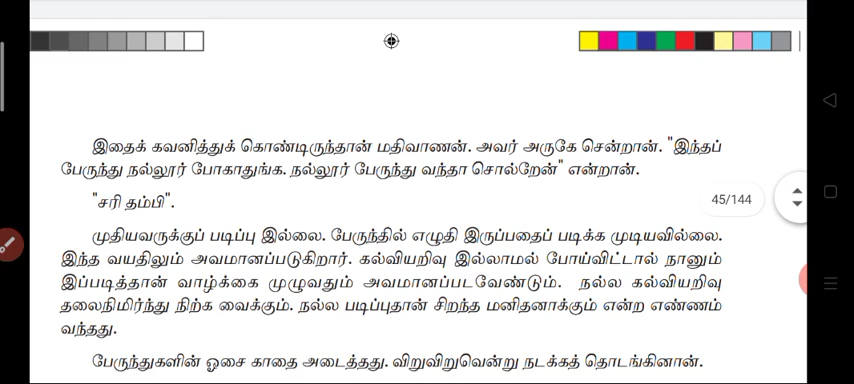 இதைக் கவனித்துக் கொண்டிருந்தான் மதிவாணன். அவர் அருகே சென்றான். "இந்தப்
பேருந்து நல்லூர் போகாதுங்க. நல்லூர் பேருந்து வந்தா சொல்றேன்" என்றான்.
"சரி தம்பி".
45/144
முதியவருக்குப் படிப்பு இல்லை. பேருந்தில் எழுதி இருப்பதைப் படிக்க முடியவில்லை.
இந்த வயதிலும் அவமானப்படுகிறார். கல்வியறிவு இல்லாமல் போய்விட்டால் நானும்
இப்படித்தான் வாழ்க்கை முழுவதும் அவமானப்படவேண்டும். நல்ல கல்வியறிவு
தலைநிமிர்ந்து நிற்க வைக்கும். நல்ல படிப்புதான் சிறந்த மனிதனாக்கும் என்ற எண்ணம்
வந்தது.
பேருந்துகளின் ஓசை காதை அடைத்தது. விறுவிறுவென்று நடக்கத் தொடங்கினான்.